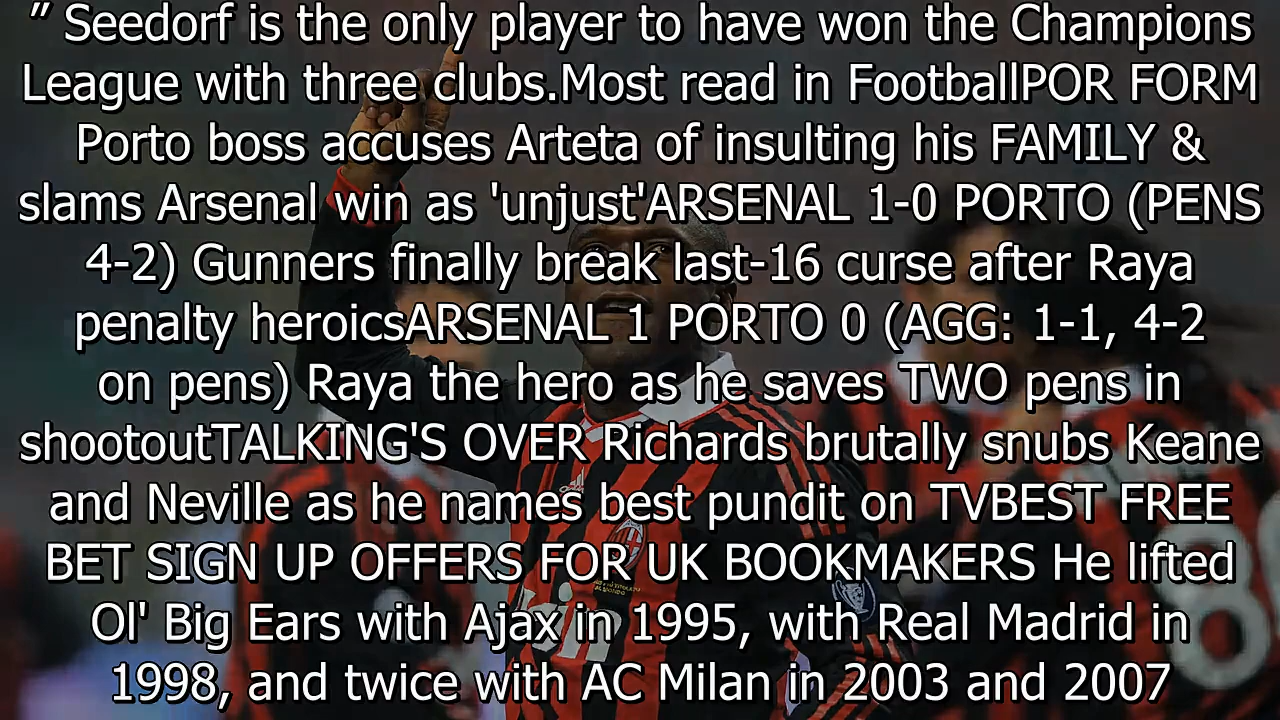 ” Seedorf is the only player to have won the Champions
League with three clubs.Most read in FootballPOR FORM
Porto boss accuses Arteta of insulting his FAMILY &
slams Arsenal win as 'unjust'ARSENAL 1-0 PORTO (PENS
4-2) Gunners finally break last-16 curse after Raya
penalty heroicsARSENAL 1 PORTO 0 (AGG: 1-1, 4-2
on pens) Raya the hero as he saves TWO pens in
shootoutTALKING'S OVER Richards brutally snubs Keane
and Neville as he names best pundit on TVBEST FREE
BET SIGN UP OFFERS FOR UK BOOKMAKERS He lifted
Ol' Big Ears with Ajax in 1995, with Real Madrid in
1998, and twice with AC Milan in 2003 and 2007